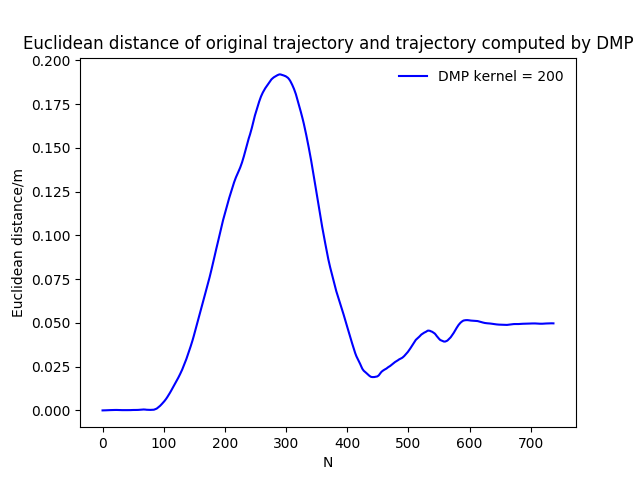 Euclidean distance of original trajectory and trajectory computed by DMP
DMP kernel = 200
Euclidean distance/m
0.200
0.175
0.150
0.125
0.100
0.075
0.050
0.025
0.000
0 100 200 300 400 500 600 700
N